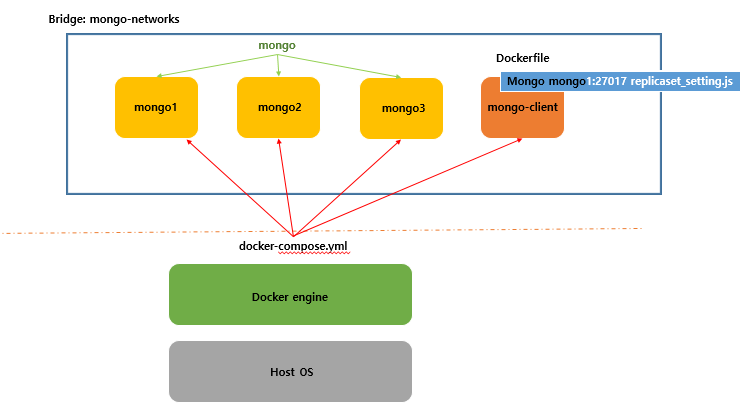 Bridge: mongo-networks
mongo
Dockerfile
Mongo mongo1:27017 replicaset_setting.js
mongo1
mongo2
mongo3
mongo-client
docker-compose.yml
Docker engine
Host OS